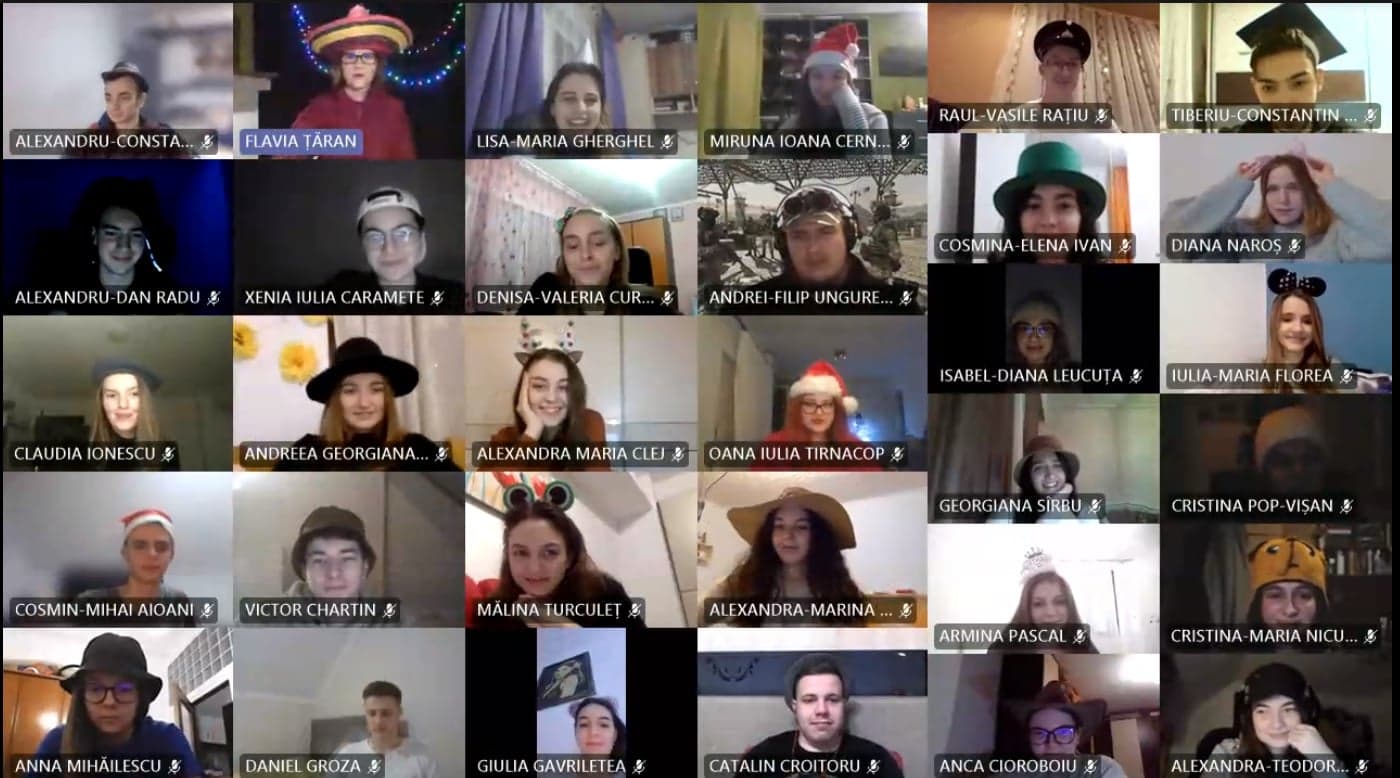 ALEXANDRU-CONSTA...
FLAVIA ȚĂRAN
LISA-MARIA GHERGHEL
MIRUNA IOANA CERN...
RAUL-VASILE RAȚIU
TIBERIU-CONSTANTIN ...
COSMINA-ELENA IVAN
DIANA NAROȘ
ALEXANDRU-DAN RADU
XENIA IULIA CARAMETE
DENISA-VALERIA CUR...
ANDREI-FILIP UNGURE...
ISABEL-DIANA LEUCUȚA
IULIA-MARIA FLOREA
CLAUDIA IONESCU
ANDREEA GEORGIANA...
ALEXANDRA MARIA CLEJ
OANA IULIA TIRNACOP
GEORGIANA SÎRBU
CRISTINA POP-VIȘAN
COSMIN-MIHAI AIOANI
VICTOR CHARTIN
MĂLINA TURCULEȚ
ALEXANDRA-MARINA ...
ARMINA PASCAL
CRISTINA-MARIA NICU...
ANNA MIHĂILESCU
DANIEL GROZA
GIULIA GAVRILETEA
CATALIN CROITORU
ANCA CIOROBOIU
ALEXANDRA-TEODOR...